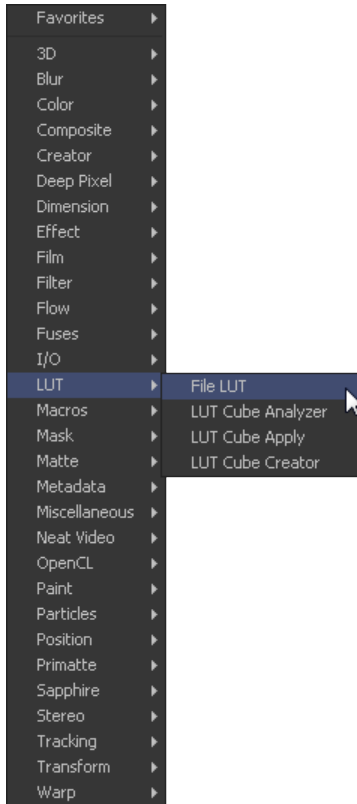 Favorites
3D
Blur
Color
Composite
Creator
Deep Pixel
Dimension
Effect
Film
Filter
Flow
Fuses
I/O
LUT
File LUT
LUT Cube Analyzer
LUT Cube Apply
LUT Cube Creator
Macros
Mask
Matte
Metadata
Miscellaneous
Neat Video
OpenCL
Paint
Particles
Position
Primatte
Sapphire
Stereo
Tracking
Transform
Warp